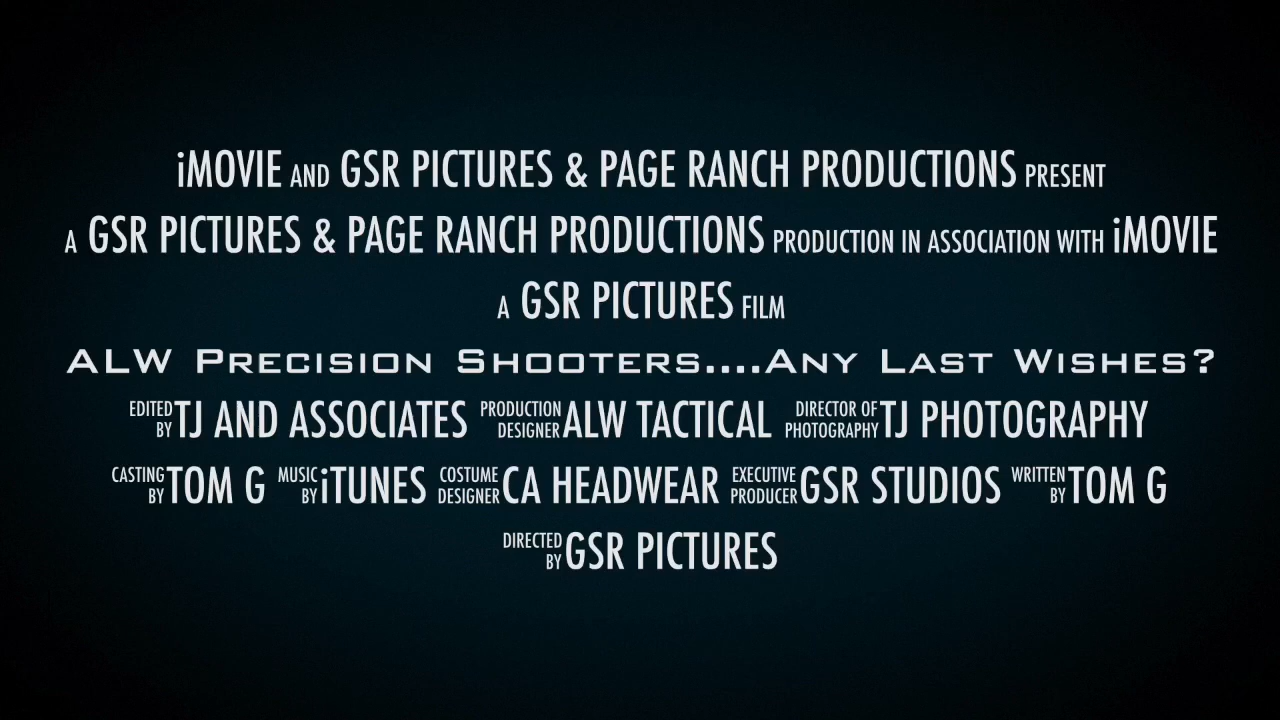 iMOVIE AND GSR PICTURES & PAGE RANCH PRODUCTIONS PRESENT
A GSR PICTURES & PAGE RANCH PRODUCTIONS PRODUCTION IN ASSOCIATION WITH iMOVIE
A GSR PICTURES FILM
ALW PRECISION SHOOTERS....ANY LAST WISHES?
EDITED BY TJ AND ASSOCIATES PRODUCTION DESIGNER ALW TACTICAL DIRECTOR OF PHOTOGRAPHY TJ PHOTOGRAPHY
CASTING BY TOM G MUSIC BY iTUNES COSTUME DESIGNER CA HEADWEAR EXECUTIVE PRODUCER GSR STUDIOS WRITTEN BY TOM G
DIRECTED BY GSR PICTURES